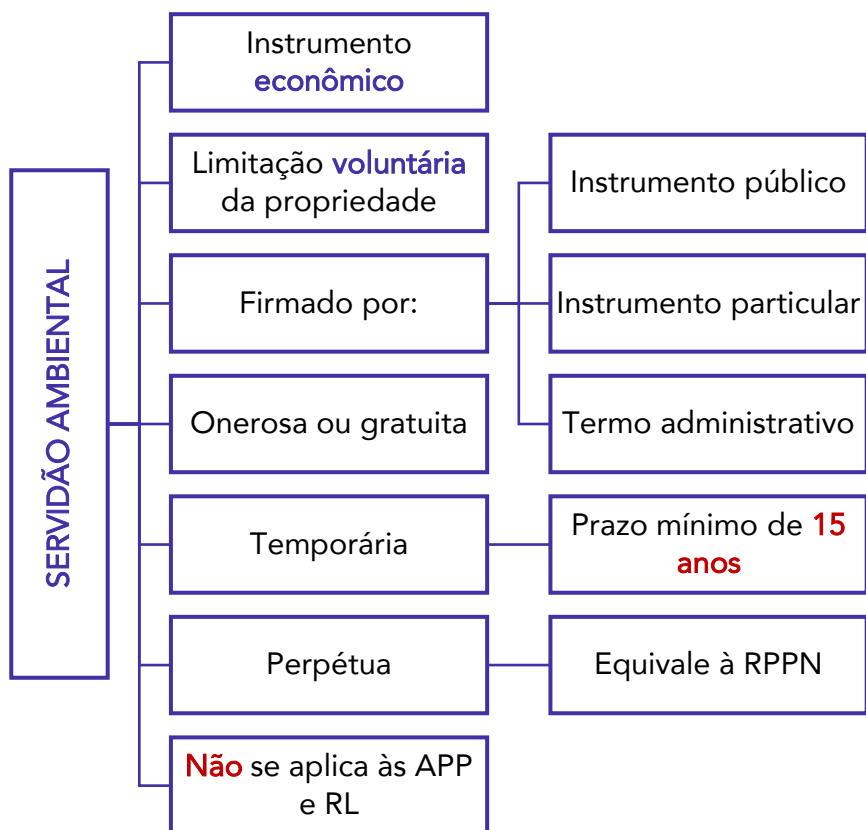 SERVIDÃO AMBIENTAL
Instrumento
econômico
Limitação voluntária
da propriedade
Firmado por:
Instrumento público
Instrumento particular
Termo administrativo
Onerosa ou gratuita
Temporária
Prazo mínimo de 15
anos
Perpétua
Equivale à RPPN
Não se aplica às APP
e RL